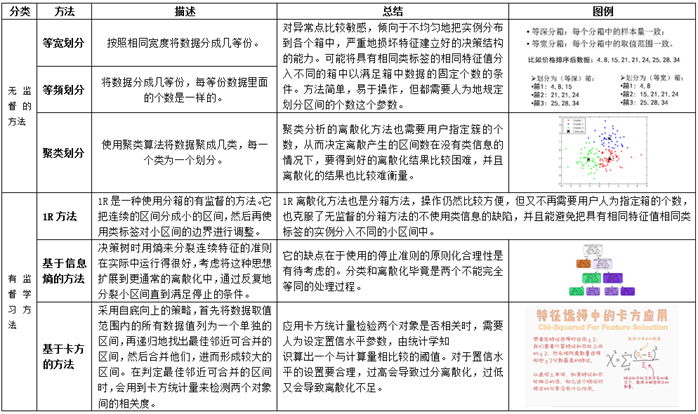 分类 方法 描述 总结 图例
无监督的方法
等宽划分
按照相同宽度将数据分成几等份。
等频划分
将数据分成几等份，每等份数据里面
的个数是一样的。
对异常点比较敏感，倾向于不均匀地把实例分布
到各个箱中，严重地损坏特征建立好的决策结构
的能力。可能将具有相同类标签的相同特征值分
入不同的箱中以满足箱中数据的固定个数的条
件。方法简单，易于操作，但都需要人为地规定
划分区间的个数这个参数。
• 等深分箱：每个分箱中的样本量一致；
• 等宽分箱：每个分箱中的取值范围一致。
比如价格排序后数据：4, 8, 15, 21, 21, 24, 25, 28, 34
➢划分为（等深）箱：
•箱1：4, 8, 15
•箱2：21, 21, 24
•箱3：25, 28, 34
➢划分为（等宽）箱：
•箱1：4, 8
•箱2：15, 21, 21, 24
•箱3：25, 28, 34
聚类划分
使用聚类算法将数据聚成几类，每一
个类为一个划分。
聚类分析的离散化方法也需要用户指定簇的个
数，从而决定离散产生的区间数在没有类信息的
情况下，要得到好的离散化结果比较困难，并且
离散化的结果也比较难衡量。
有监督学习方法
1R方法
1R是一种使用分箱的有监督的方法。它
把连续的区间分成小的区间，然后再使
用类标签对小区间的边界进行调整。
1R离散化方法也是分箱方法，操作仍然比较方便，但又不再需要用户人为指定箱的个数，
也克服了无监督的分箱方法的不使用类信息的缺陷，并且能避免把具有相同特征值相同类
标签的实例分入不同的小区间中。
基于信息
熵的方法
决策树时用熵来分裂连续特征的准则
在实际中运行得很好，考虑将这种思想
扩展到更通常的离散化中，通过反复地
分裂小区间直到满足停止的条件。
它的缺点在于使用的停止准则的原则化合理性是
有待考虑的。分类和离散化毕竟是两个不能完全
等同的处理过程。
基于卡方
的方法
采用自底向上的策略，首先将数据取值
范围内的所有数据值列为一个单独的
区间，再递归地找出最佳邻近可合并的
区间，然后合并他们，进而形成较大的
区间。在判定最佳邻近可合并的区间
时，会用到卡方统计量来检测两个对象
间的相关度。
应用卡方统计量检验两个对象是否相关时，需要
人为设定置信水平参数，由统计学知
识算出一个与计算量相比较的阈值。对于置信水
平的设置要合理，过高会导致过分离散化，过低
又会导致离散化不足。
特征选择中的卡方应用
Chi-Squared For Feature Selection